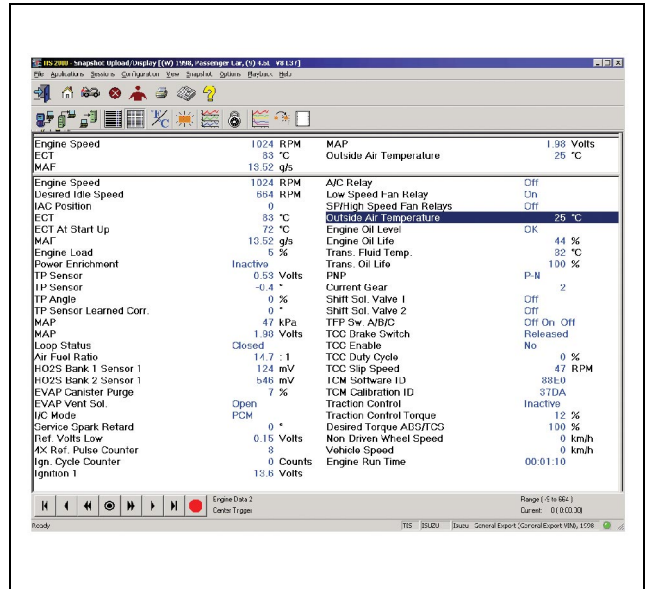 TIS 2000 - Snapshot Upload/Display [(W) 1998, Passenger Car, (9) 4.6L V8 L37]
File Applications Sessions Configuration View Snapshot Options Playback Help
Engine Speed 1024 RPM MAP 1.98 Volts
ECT 83 °C Outside Air Temperature 25 °C
MAF 13.52 g/s
Engine Speed 1024 RPM A/C Relay Off
Desired Idle Speed 664 RPM Low Speed Fan Relay On
IAC Position 0 SP/High Speed Fan Relays Off
ECT 83 °C Outside Air Temperature 25 °C
ECT At Start Up 72 °C Engine Oil Level OK
MAF 13.52 g/s Engine Oil Life 44 %
Engine Load 5 % Trans. Fluid Temp. 82 °C
Power Enrichment Inactive Trans. Oil Life 100 %
TP Sensor 0.53 Volts PNP P-N
TP Sensor -0.4 ° Current Gear 2
TP Angle 0 % Shift Sol. Valve 1 Off
TP Sensor Learned Corr. 0 ° Shift Sol. Valve 2 Off
MAP 47 kPa TFP Sw. A/B/C Off On Off
MAP 1.98 Volts TCC Brake Switch Released
Loop Status Closed TCC Enable No
Air Fuel Ratio 14.7 : 1 TCC Duty Cycle 0 %
HO2S Bank 1 Sensor 1 124 mV TCC Slip Speed 47 RPM
HO2S Bank 2 Sensor 1 546 mV TCM Software ID 88E0
EVAP Canister Purge 7 % TCM Calibration ID 37DA
EVAP Vent Sol. Open Traction Control Inactive
I/C Mode PCM Traction Control Torque 12 %
Service Spark Retard 0 ° Desired Torque ABS/TCS 100 %
Ref. Volts Low 0.15 Volts Non Driven Wheel Speed 0 km/h
4X Ref. Pulse Counter 8 Vehicle Speed 0 km/h
Ign. Cycle Counter 0 Counts Engine Run Time 00:01:10
Ignition 1 13.6 Volts
Engine Data 2 Range ( -5 to 664 )
Center Trigger Current: 0 ( 0:00.00)
Ready TIS ISUZU Isuzu General Export (General Export VIN), 1998